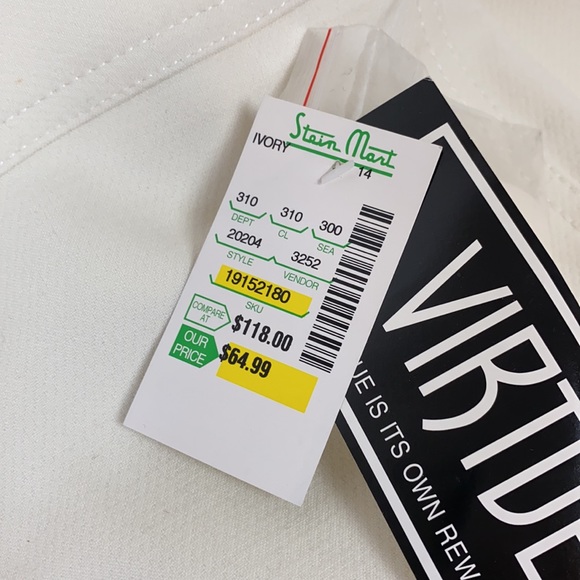 Stein Mart
IVORY 14
310 310 300
DEPT CL SEA
20204 3252
STYLE VENDOR
19152180
SKU
COMPARE AT $118.00
OUR PRICE $64.99
VIRTUE
UE IS ITS OWN REW